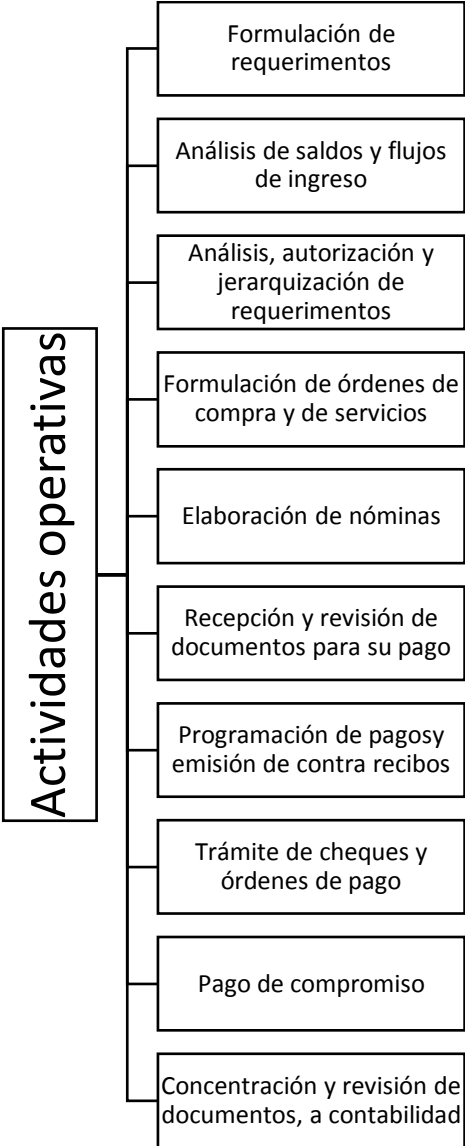 Actividades operativas
Formulación de
requerimentos
Análisis de saldos y flujos
de ingreso
Análisis, autorización y
jerarquización de
requerimentos
Formulación de órdenes de
compra y de servicios
Elaboración de nóminas
Recepción y revisión de
documentos para su pago
Programación de pagosy
emisión de contra recibos
Trámite de cheques y
órdenes de pago
Pago de compromiso
Concentración y revisión de
documentos, a contabilidad